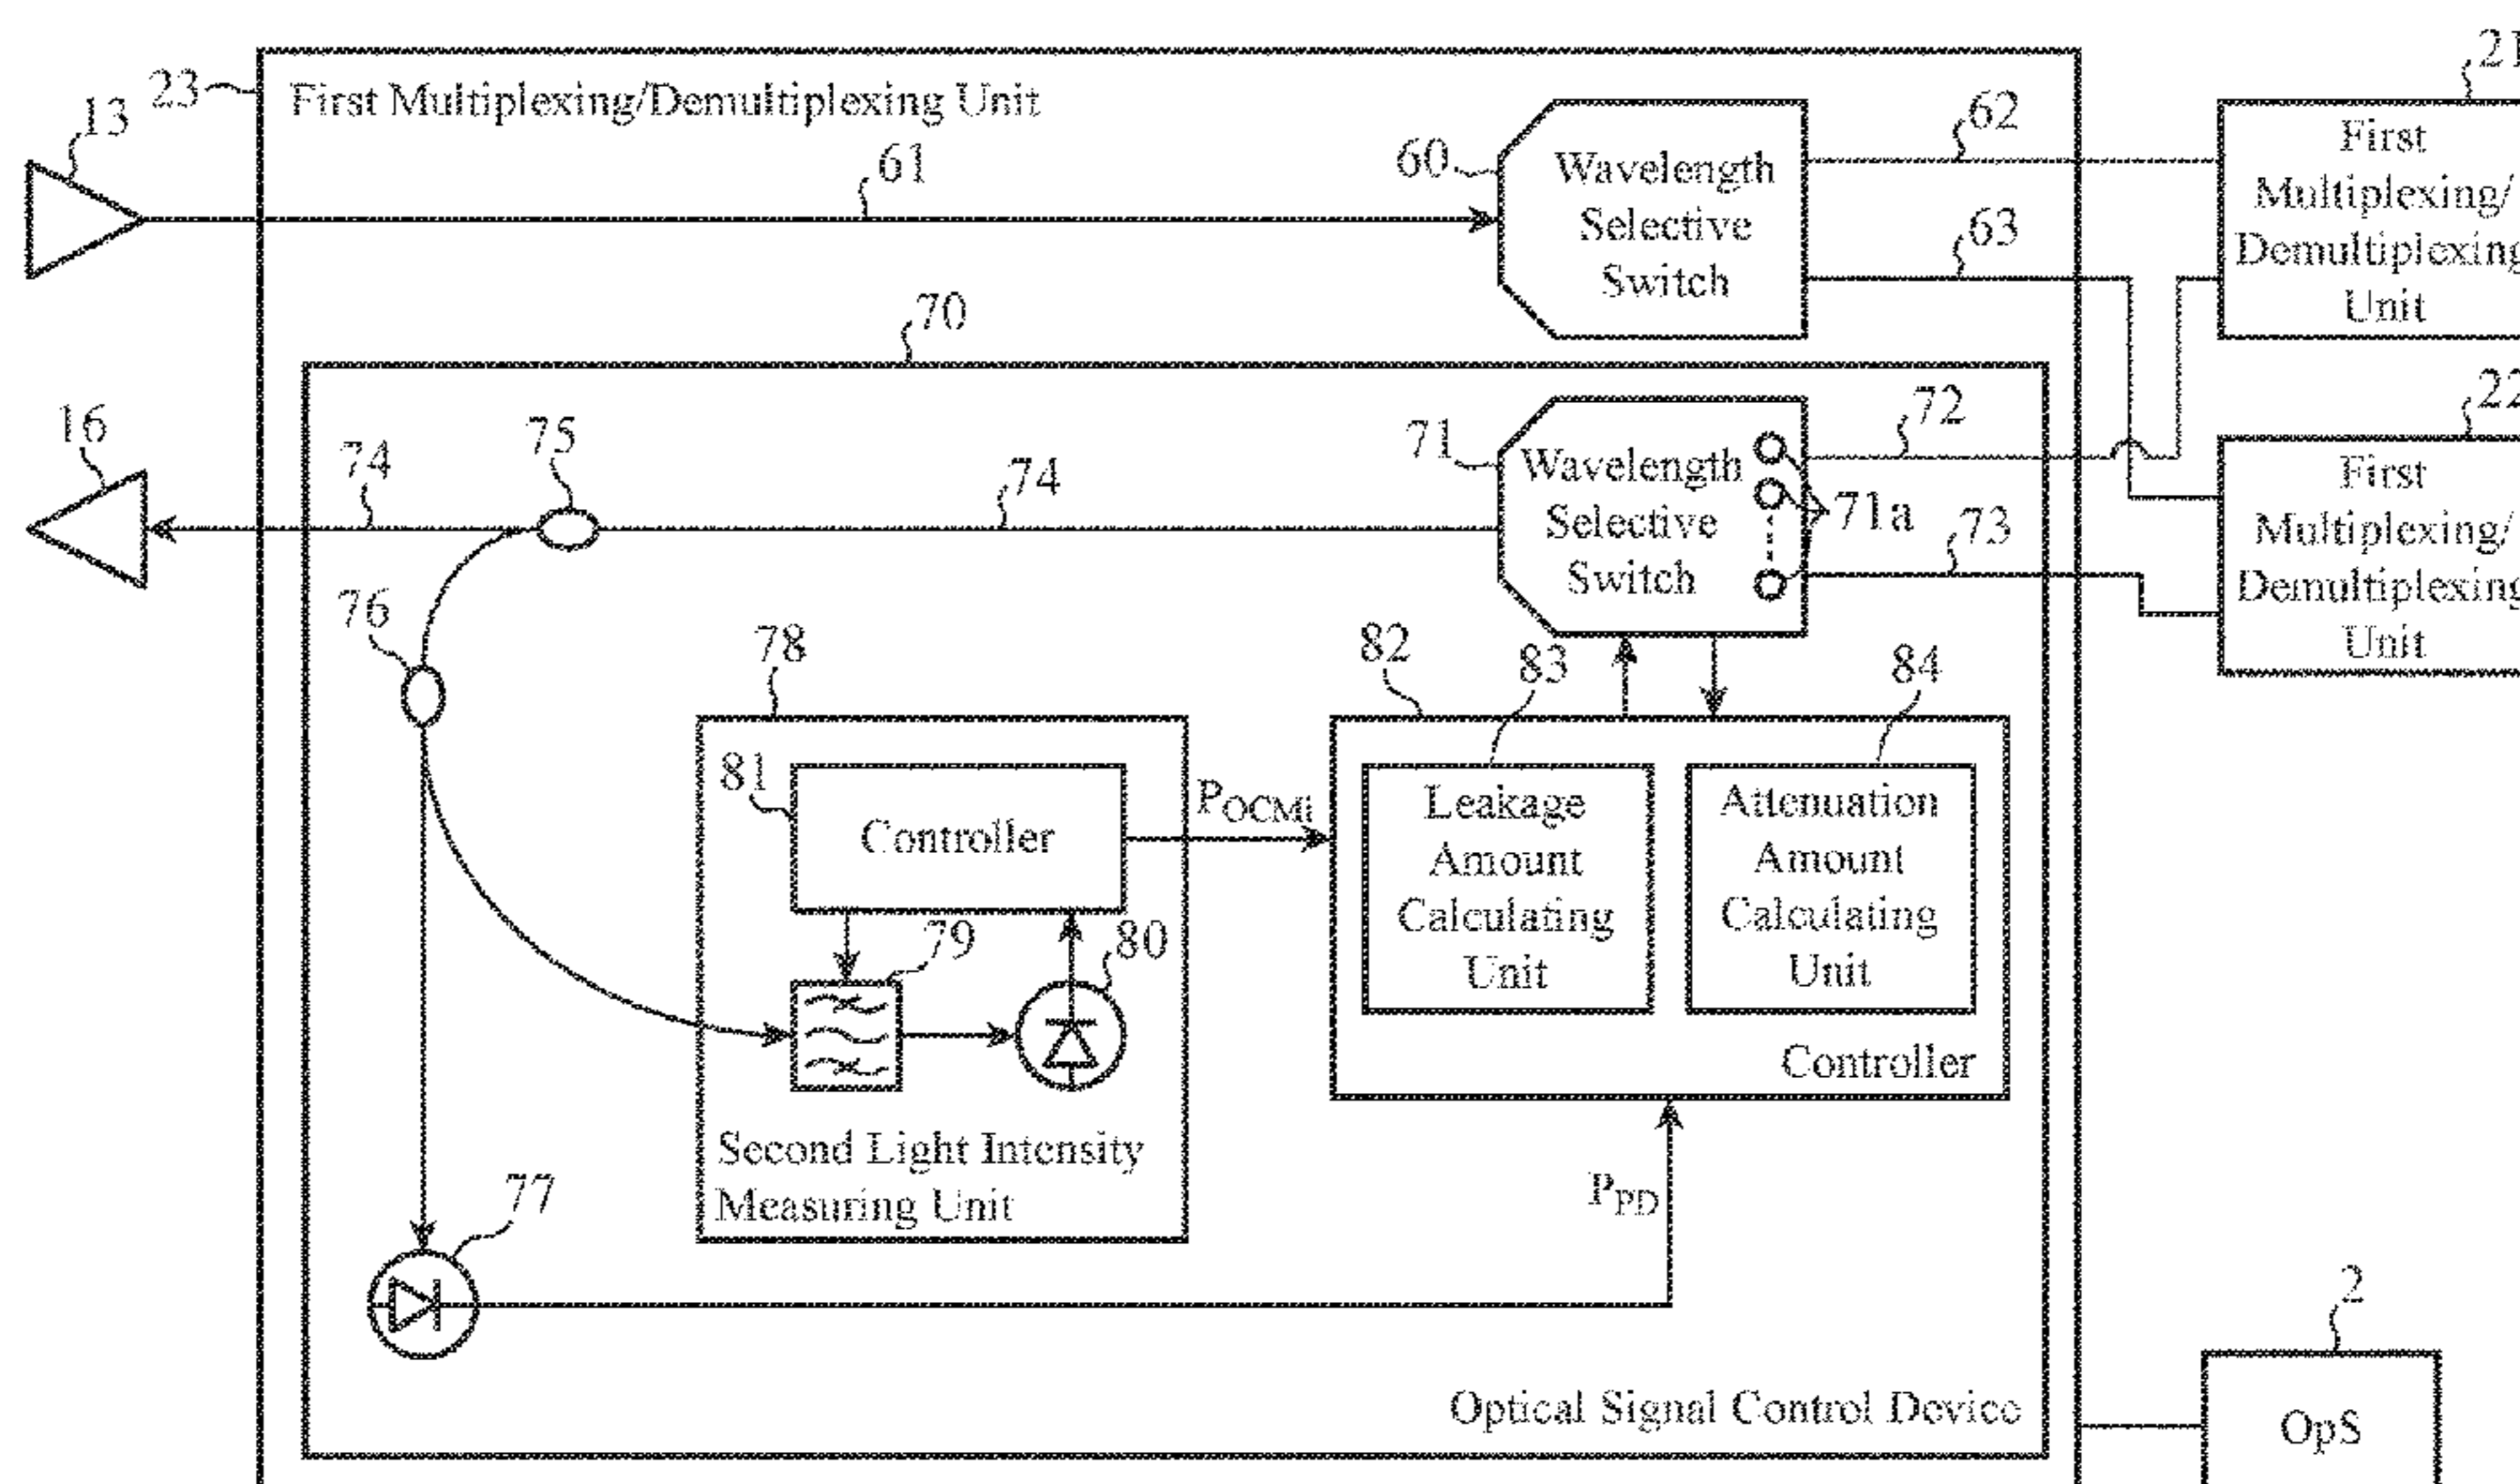 21
13
23
First Multiplexing/Demultiplexing Unit
61
60
Wavelength
Selective
Switch
62
63
First
Multiplexing/
Demultiplexing
Unit
70
22
16
74
75
74
71
Wavelength
Selective
Switch
72
71a
73
First
Multiplexing/
Demultiplexing
Unit
76
78
82
83
84
81
Controller
POCMi
Leakage
Amount
Calculating
Unit
Attenuation
Amount
Calculating
Unit
79
80
Controller
Second Light Intensity
Measuring Unit
77
PPD
2
Optical Signal Control Device
OpS